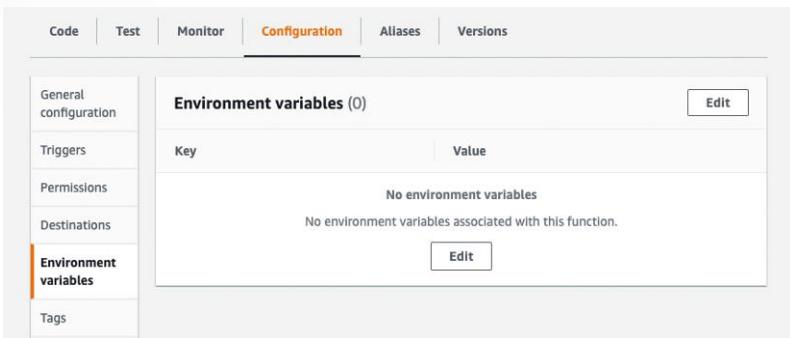 Code Test Monitor Configuration Aliases Versions
General
configuration
Triggers
Permissions
Destinations
Environment
variables
Tags
Environment variables (0) Edit
Key Value
No environment variables
No environment variables associated with this function.
Edit